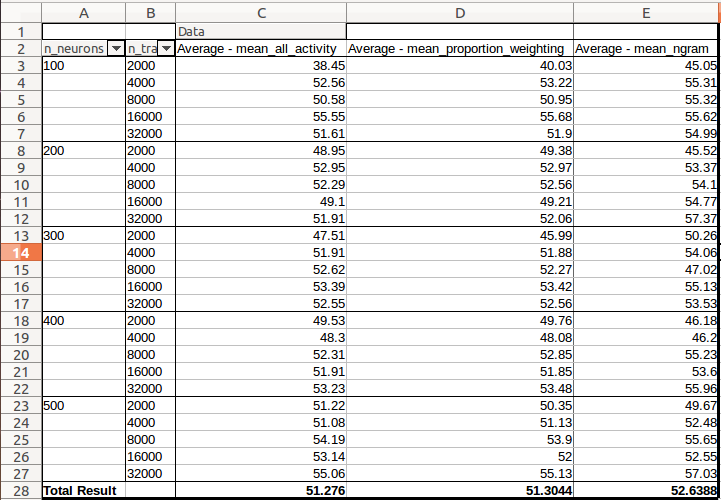 A B C D E
1 Data
2 n_neurons n_tra Average - mean_all_activity Average - mean_proportion_weighting Average - mean_ngram
3 100 2000 38.45 40.03 45.05
4 4000 52.56 53.22 55.31
5 8000 50.58 50.95 55.32
6 16000 55.55 55.68 55.62
7 32000 51.61 51.9 54.99
8 200 2000 48.95 49.38 45.52
9 4000 52.95 52.97 53.37
10 8000 52.29 52.56 54.1
11 16000 49.1 49.21 54.77
12 32000 51.91 52.06 57.37
13 300 2000 47.51 45.99 50.26
14 4000 51.91 51.88 54.06
15 8000 52.62 52.27 47.02
16 16000 53.39 53.42 55.13
17 32000 52.55 52.56 53.53
18 400 2000 49.53 49.76 46.18
19 4000 48.3 48.08 46.2
20 8000 52.31 52.85 55.23
21 16000 51.91 51.85 53.6
22 32000 53.23 53.48 55.96
23 500 2000 51.22 50.35 49.67
24 4000 51.08 51.13 52.48
25 8000 54.19 53.9 55.65
26 16000 53.14 52 52.55
27 32000 55.06 55.13 57.03
28 Total Result 51.276 51.3044 52.6388